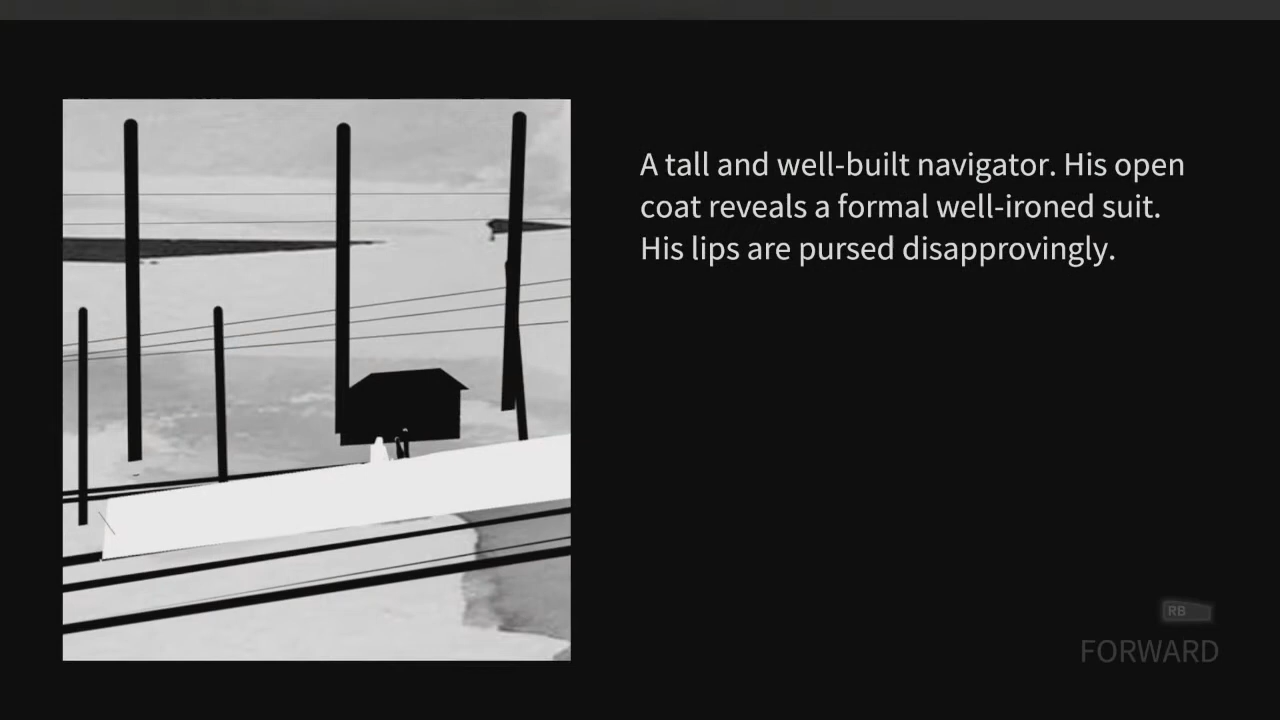 A tall and well-built navigator. His open
coat reveals a formal well-ironed suit.
His lips are pursed disapprovingly.
RB
FORWARD